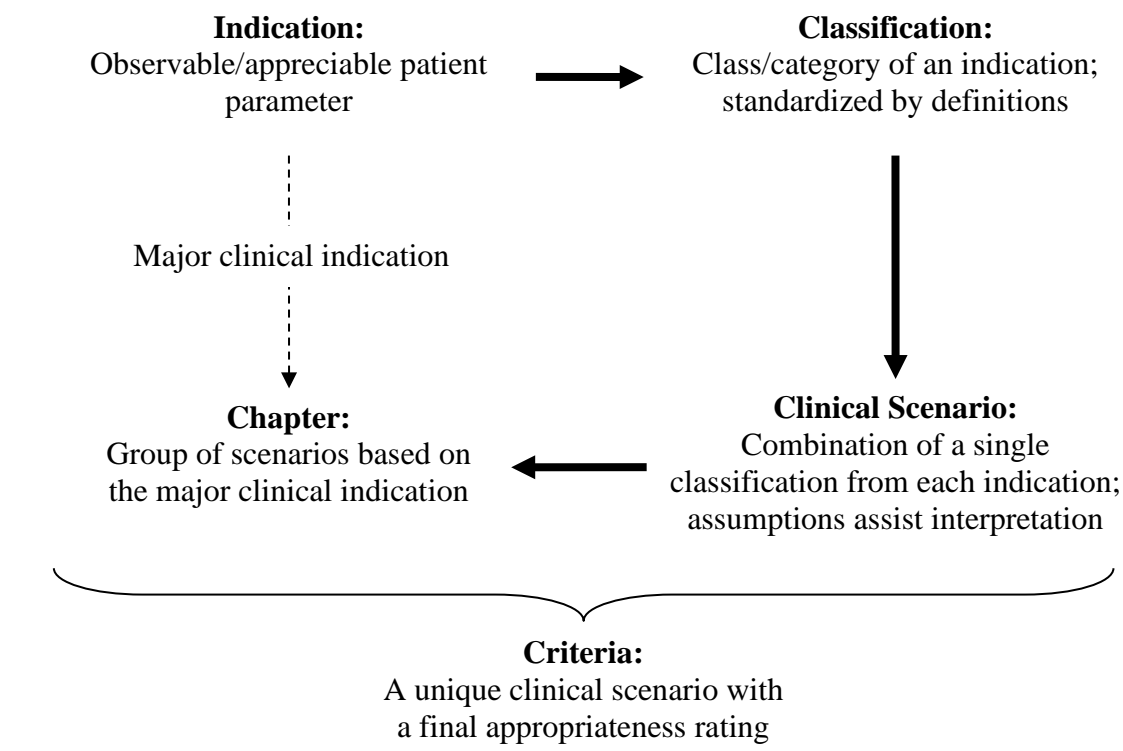 Indication:
Observable/appreciable patient
parameter
Classification:
Class/category of an indication;
standardized by definitions
Major clinical indication
Chapter:
Group of scenarios based on
the major clinical indication
Clinical Scenario:
Combination of a single
classification from each indication;
assumptions assist interpretation
Criteria:
A unique clinical scenario with
a final appropriateness rating